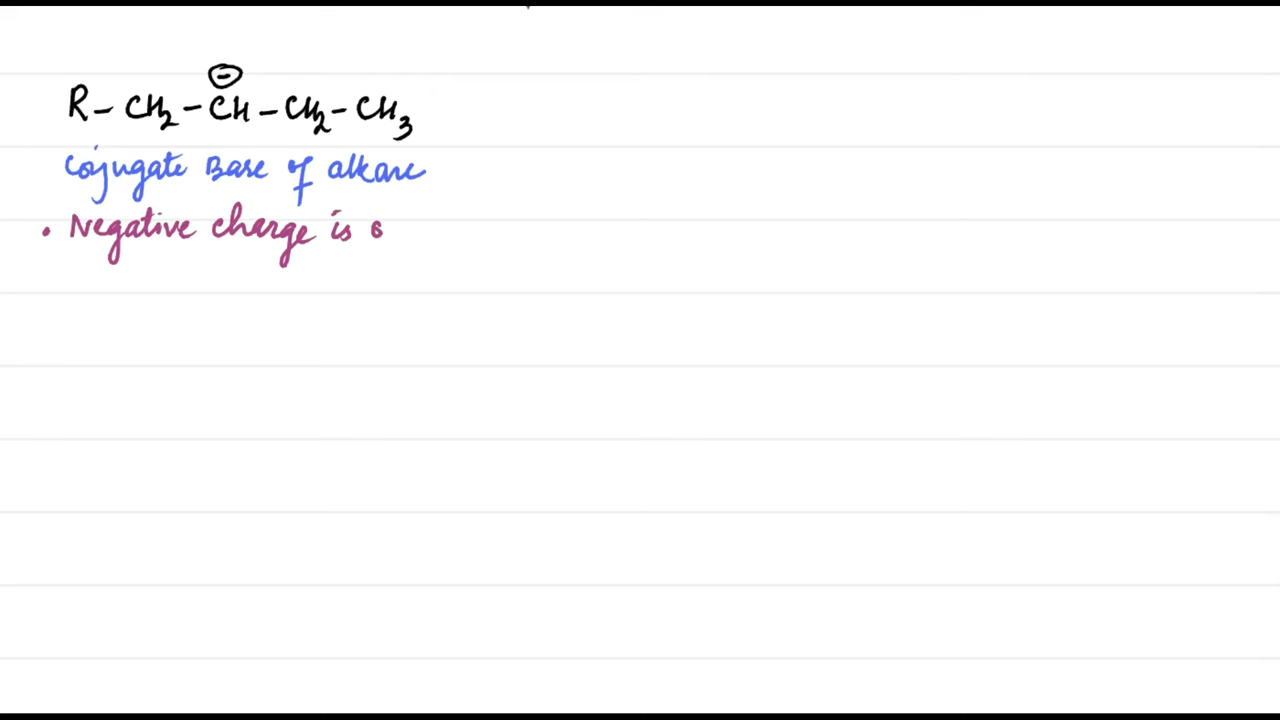 R - CH₂ - CH⊖ - CH₂ - CH₃
Conjugate Base of alkane
• Negative charge is o